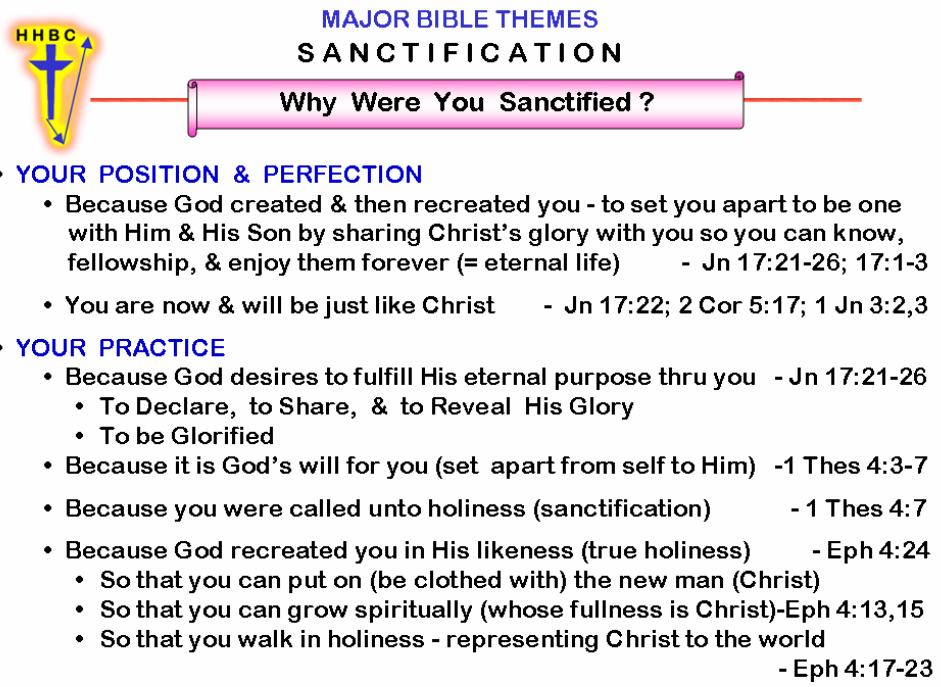 MAJOR BIBLE THEMES
HHBC
SANCTIFICATION
Why Were You Sanctified ?
• YOUR POSITION & PERFECTION
• Because God created & then recreated you - to set you apart to be one
with Him & His Son by sharing Christ's glory with you so you can know,
fellowship, & enjoy them forever (= eternal life) - Jn 17:21-26; 17:1-3
• You are now & will be just like Christ - Jn 17:22; 2 Cor 5:17; 1 Jn 3:2,3
• YOUR PRACTICE
• Because God desires to fulfill His eternal purpose thru you - Jn 17:21-26
• To Declare, to Share, & to Reveal His Glory
• To be Glorified
• Because it is God's will for you (set apart from self to Him) -1 Thes 4:3-7
• Because you were called unto holiness (sanctification) - 1 Thes 4:7
• Because God recreated you in His likeness (true holiness) - Eph 4:24
• So that you can put on (be clothed with) the new man (Christ)
• So that you can grow spiritually (whose fullness is Christ)-Eph 4:13,15
• So that you walk in holiness - representing Christ to the world
- Eph 4:17-23